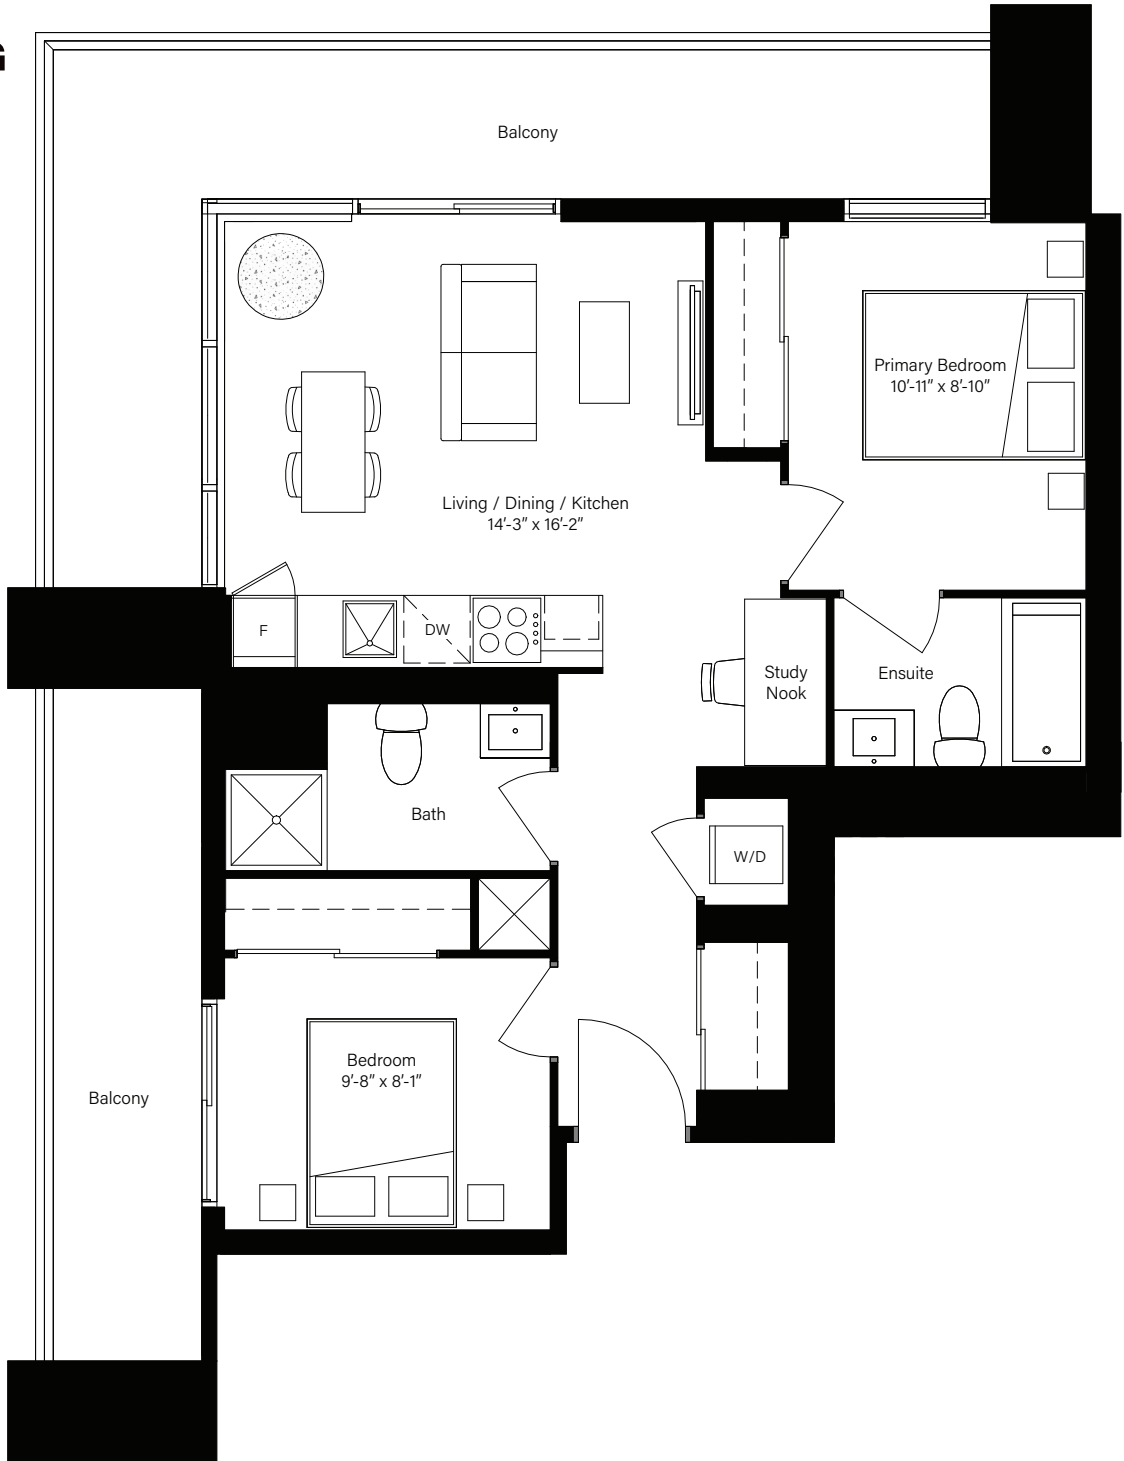 G
Balcony
Primary Bedroom
10'-11" x 8'-10"
Living / Dining / Kitchen
14'-3" x 16'-2"
F
DW
Study
Nook
Ensuite
Bath
W/D
Bedroom
9'-8" x 8'-1"
Balcony